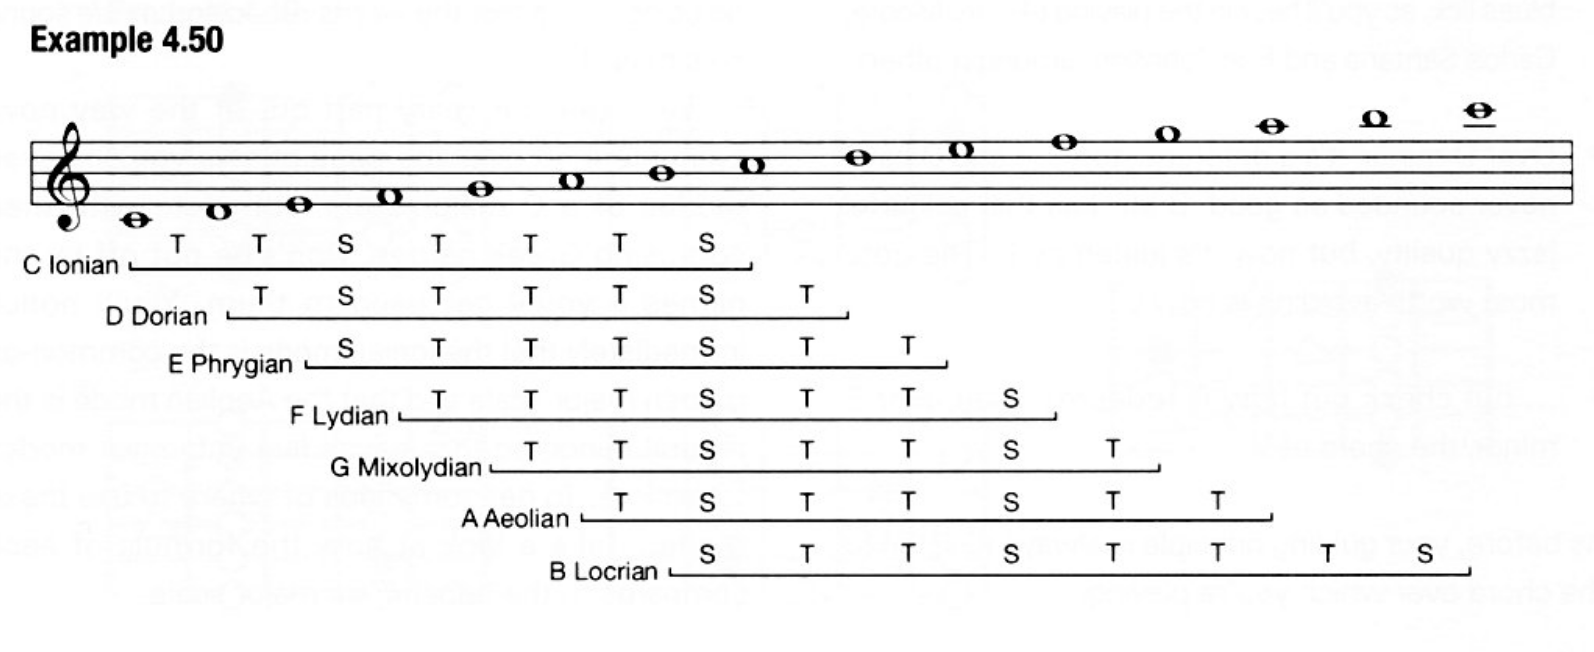 Example 4.50
T T S T T T S
C Ionian
T S T T T S T
D Dorian
S T T T S T T
E Phrygian
T T T S T T S
F Lydian
T T S T T S T
G Mixolydian
T S T T S T T
A Aeolian
S T T S T T T S
B Locrian